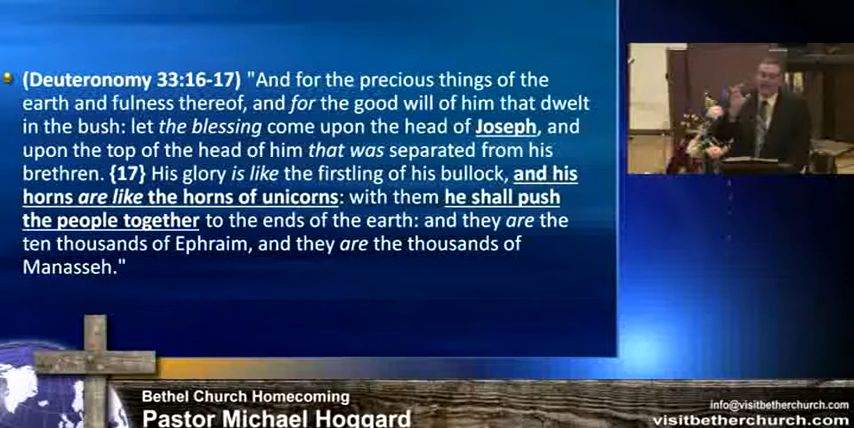 (Deuteronomy 33:16-17) "And for the precious things of the
earth and fulness thereof, and for the good will of him that dwelt
in the bush: let the blessing come upon the head of Joseph, and
upon the top of the head of him that was separated from his
brethren. {17} His glory is like the firstling of his bullock, and his
horns are like the horns of unicorns: with them he shall push
the people together to the ends of the earth: and they are the
ten thousands of Ephraim, and they are the thousands of
Manasseh."
Bethel Church Homecoming
Pastor Michael Hoggard
info@visitbetherchurch.com
visitbetherchurch.com